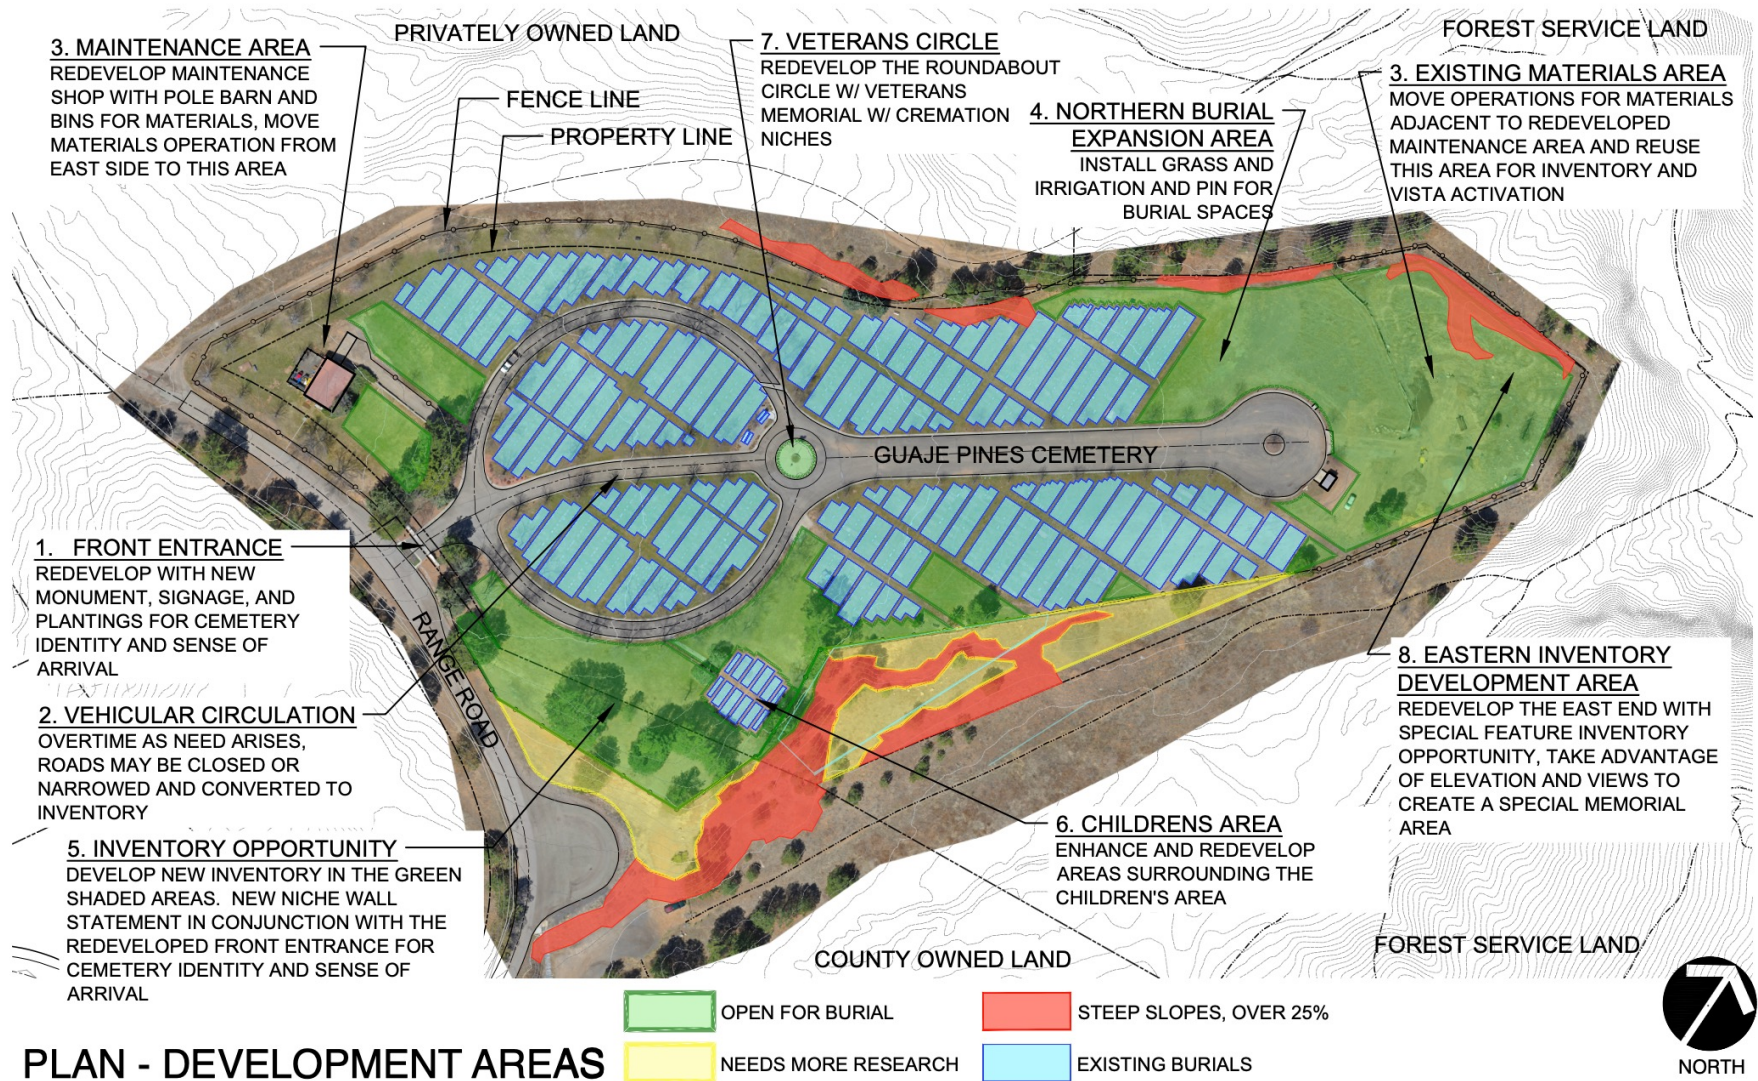 PRIVATELY OWNED LAND
FOREST SERVICE LAND
3. MAINTENANCE AREA
REDEVELOP MAINTENANCE
SHOP WITH POLE BARN AND
BINS FOR MATERIALS, MOVE
MATERIALS OPERATION FROM
EAST SIDE TO THIS AREA
FENCE LINE
PROPERTY LINE
7. VETERANS CIRCLE
REDEVELOP THE ROUNDABOUT
CIRCLE W/ VETERANS
MEMORIAL W/ CREMATION
NICHES
4. NORTHERN BURIAL
EXPANSION AREA
INSTALL GRASS AND
IRRIGATION AND PIN FOR
BURIAL SPACES
3. EXISTING MATERIALS AREA
MOVE OPERATIONS FOR MATERIALS
ADJACENT TO REDEVELOPED
MAINTENANCE AREA AND REUSE
THIS AREA FOR INVENTORY AND
VISTA ACTIVATION
GUAJE PINES CEMETERY
1. FRONT ENTRANCE
REDEVELOP WITH NEW
MONUMENT, SIGNAGE, AND
PLANTINGS FOR CEMETERY
IDENTITY AND SENSE OF
ARRIVAL
RANGE ROAD
2. VEHICULAR CIRCULATION
OVERTIME AS NEED ARISES,
ROADS MAY BE CLOSED OR
NARROWED AND CONVERTED TO
INVENTORY
5. INVENTORY OPPORTUNITY
DEVELOP NEW INVENTORY IN THE GREEN
SHADED AREAS. NEW NICHE WALL
STATEMENT IN CONJUNCTION WITH THE
REDEVELOPED FRONT ENTRANCE FOR
CEMETERY IDENTITY AND SENSE OF
ARRIVAL
8. EASTERN INVENTORY
DEVELOPMENT AREA
REDEVELOP THE EAST END WITH
SPECIAL FEATURE INVENTORY
OPPORTUNITY, TAKE ADVANTAGE
OF ELEVATION AND VIEWS TO
CREATE A SPECIAL MEMORIAL
AREA
6. CHILDRENS AREA
ENHANCE AND REDEVELOP
AREAS SURROUNDING THE
CHILDREN'S AREA
COUNTY OWNED LAND
FOREST SERVICE LAND
OPEN FOR BURIAL
STEEP SLOPES, OVER 25%
NEEDS MORE RESEARCH
EXISTING BURIALS
PLAN - DEVELOPMENT AREAS
NORTH